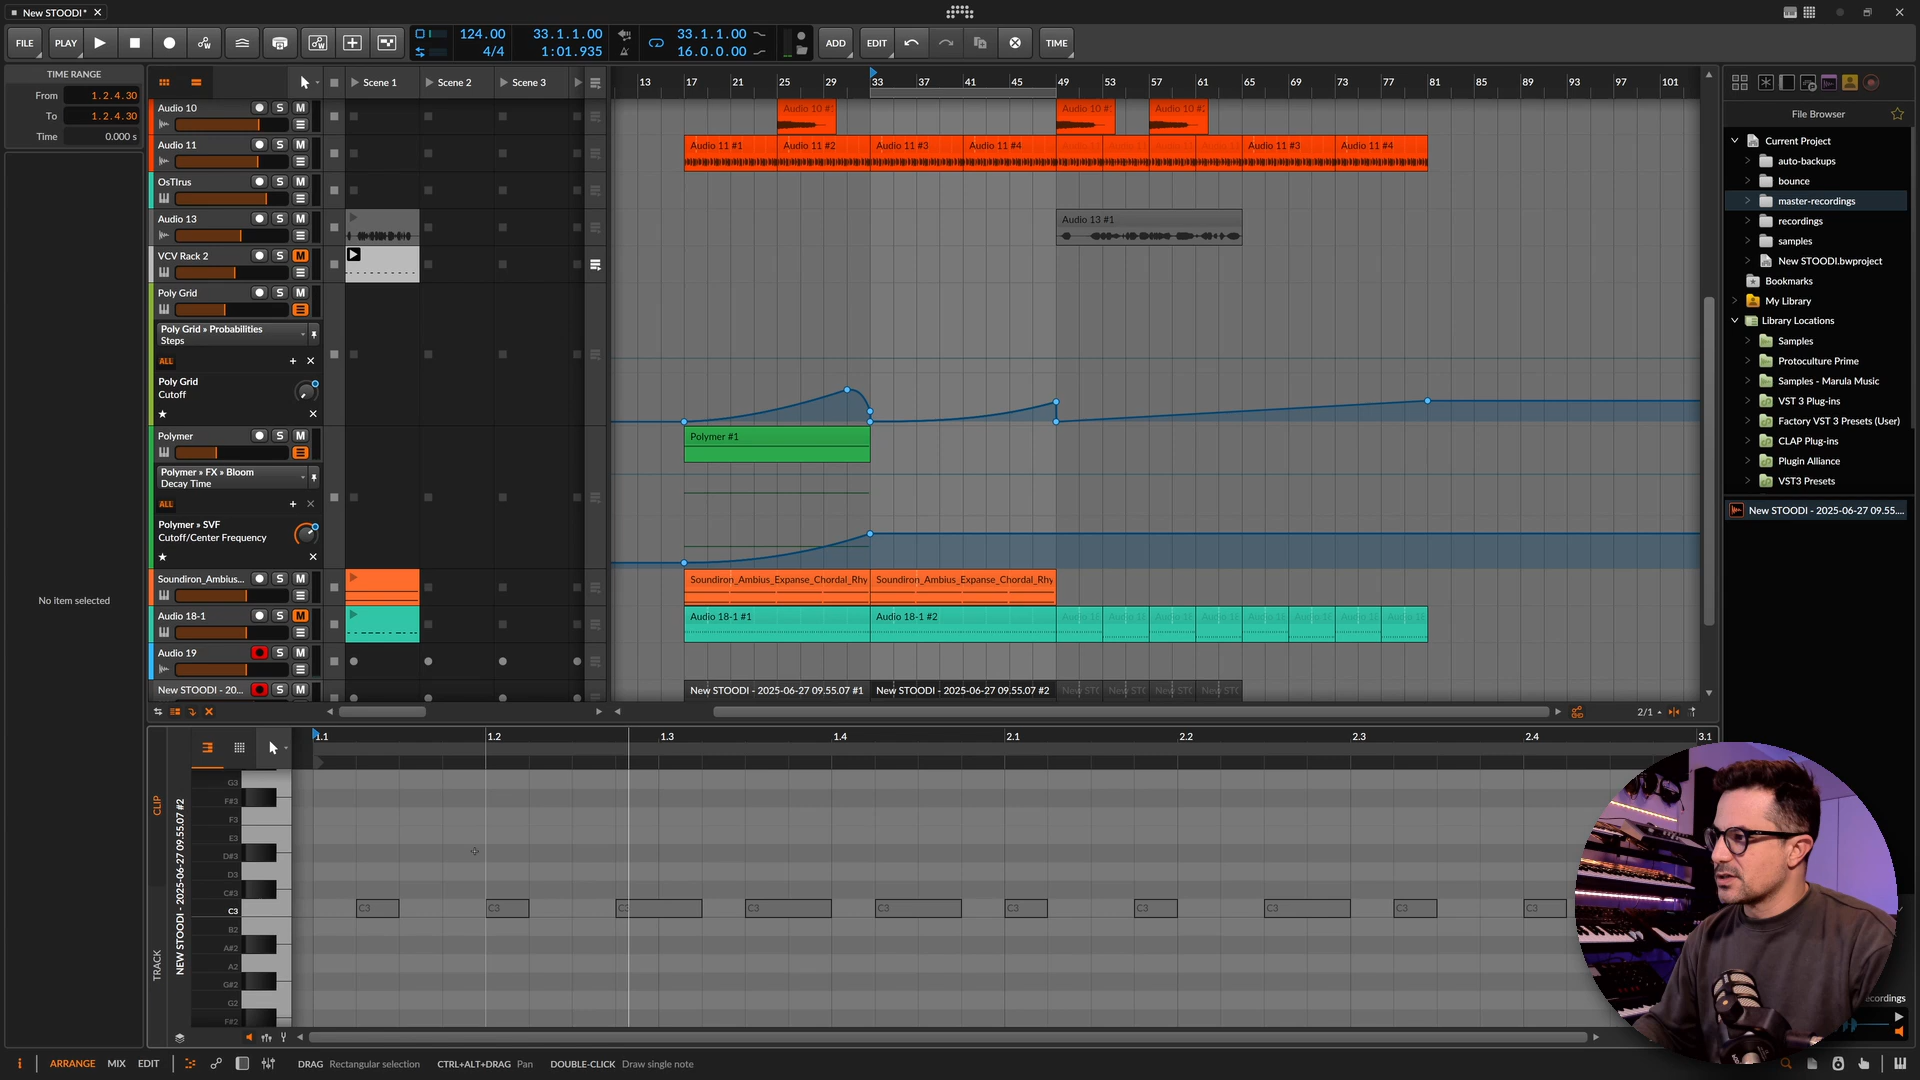 New STOODI*
FILE
PLAY
124.00
4/4
33.1.1.00
1:01.935
33.1.1.00
16.0.0.00
ADD
EDIT
TIME
TIME RANGE
From 1.2.4.30
To 1.2.4.30
Time 0.000 s
No item selected
Scene 1
Scene 2
Scene 3
13 17 21 25 29 33 37 41 45 49 53 57 61 65 69 73 77 81 85 89 93 97 101
Audio 10 S M
Audio 11 S M
OsTIrus S M
Audio 13 S M
VCV Rack 2 S M
Poly Grid S M
Poly Grid » Probabilities
Steps
ALL
Poly Grid
Cutoff
Polymer S M
Polymer » FX » Bloom
Decay Time
ALL
Polymer » SVF
Cutoff/Center Frequency
Soundiron_Ambius... S M
Audio 18-1 S M
Audio 19 S M
New STOODI - 20... S M
Audio 10 #
Audio 10 #
Audio 10 #
Audio 11 #1
Audio 11 #2
Audio 11 #3
Audio 11 #4
Audio 11 #3
Audio 11 #4
Audio 13 #1
Polymer #1
Soundiron_Ambius_Expanse_Chordal_Rhy
Soundiron_Ambius_Expanse_Chordal_Rhy
Audio 18-1 #1
Audio 18-1 #2
New STOODI - 2025-06-27 09.55.07 #1
New STOODI - 2025-06-27 09.55.07 #2
2/1
File Browser
Current Project
auto-backups
bounce
master-recordings
recordings
samples
New STOODI.bwproject
Bookmarks
My Library
Library Locations
Samples
Protoculture Prime
Samples - Marula Music
VST 3 Plug-ins
Factory VST 3 Presets (User)
CLAP Plug-ins
Plugin Alliance
VST3 Presets
New STOODI - 2025-06-27 09.55....
ecordings
CLIP
TRACK
NEW STOODI - 2025-06-27 09.55.07 #2
1.1 1.2 1.3 1.4 2.1 2.2 2.3 2.4 3.1
G3
F#3
F3
E3
D#3
D3
C#3
C3
B2
A#2
A2
G#2
G2
F#2
C3 C3 C3 C3 C3 C3 C3 C3 C3 C3
ARRANGE
MIX
EDIT
DRAG Rectangular selection
CTRL+ALT+DRAG Pan
DOUBLE-CLICK Draw single note